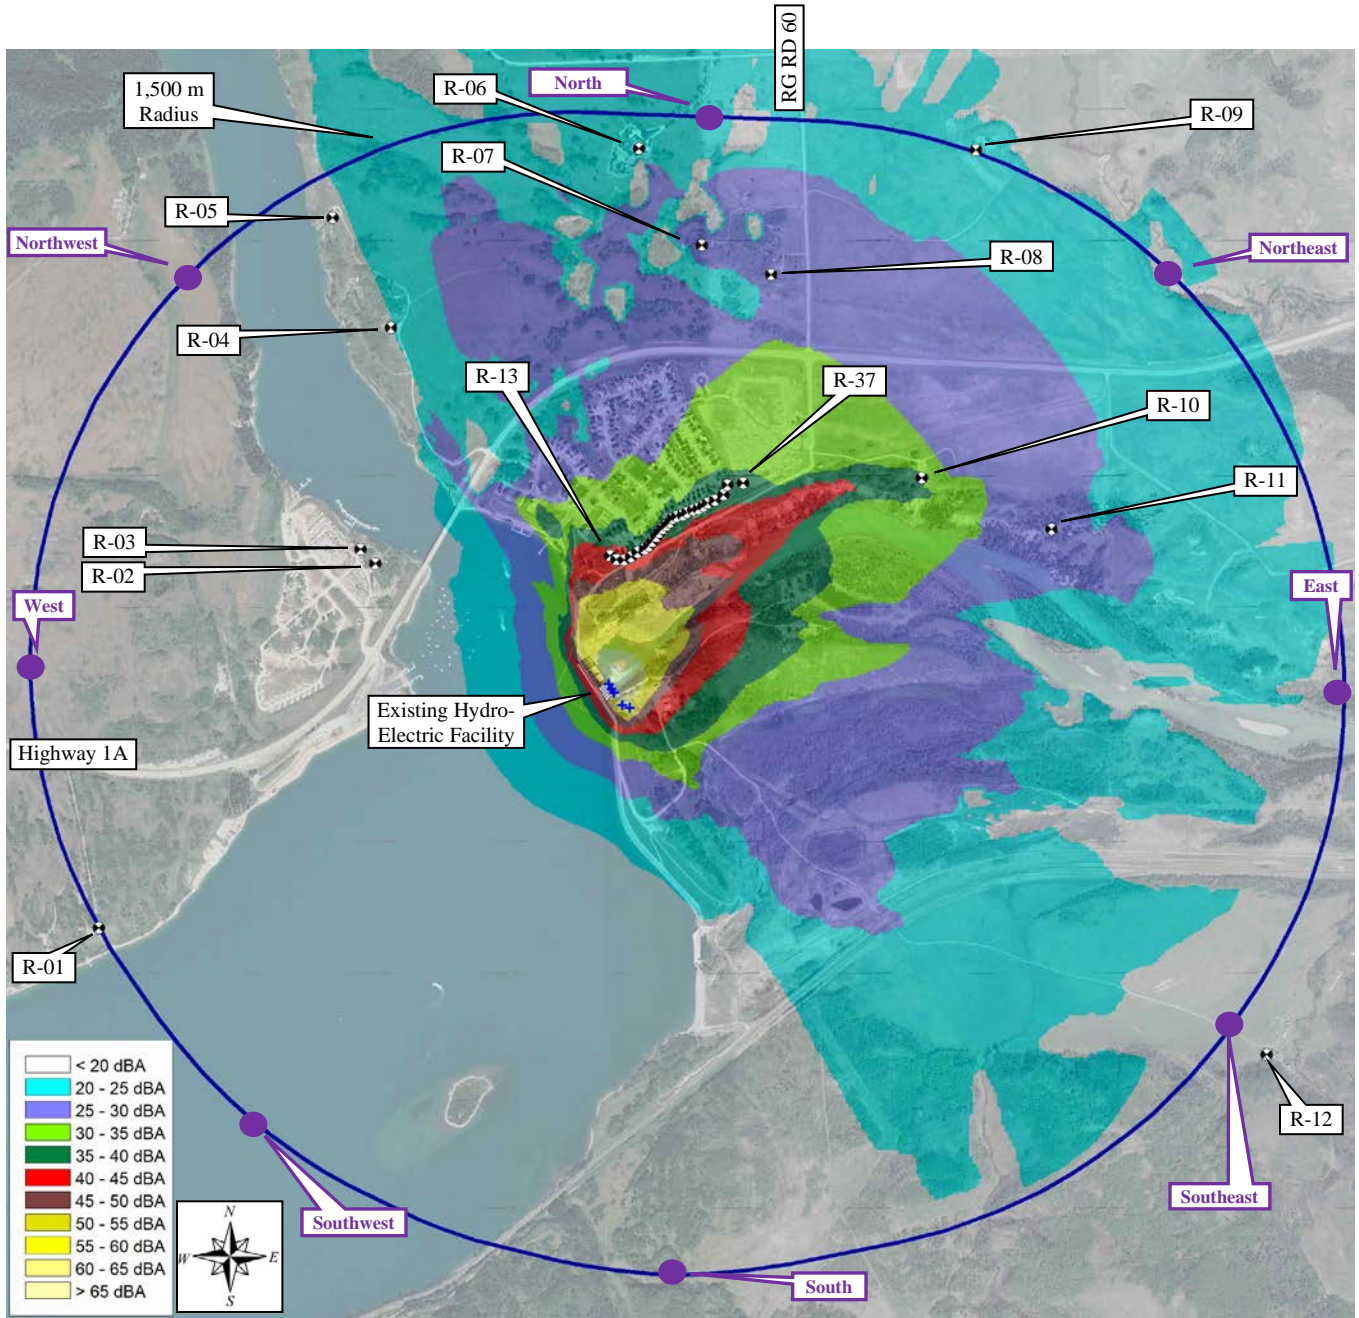 RG RD 60
North
1,500 m
Radius
R-06
R-09
R-07
R-05
Northwest
Northeast
R-08
R-04
R-13
R-37
R-10
R-11
R-03
R-02
West
East
Existing Hydro-
Electric Facility
Highway 1A
R-01
< 20 dBA
20 - 25 dBA
25 - 30 dBA
30 - 35 dBA
35 - 40 dBA
40 - 45 dBA
45 - 50 dBA
50 - 55 dBA
55 - 60 dBA
60 - 65 dBA
> 65 dBA
N
W E
S
R-12
Southeast
Southwest
South